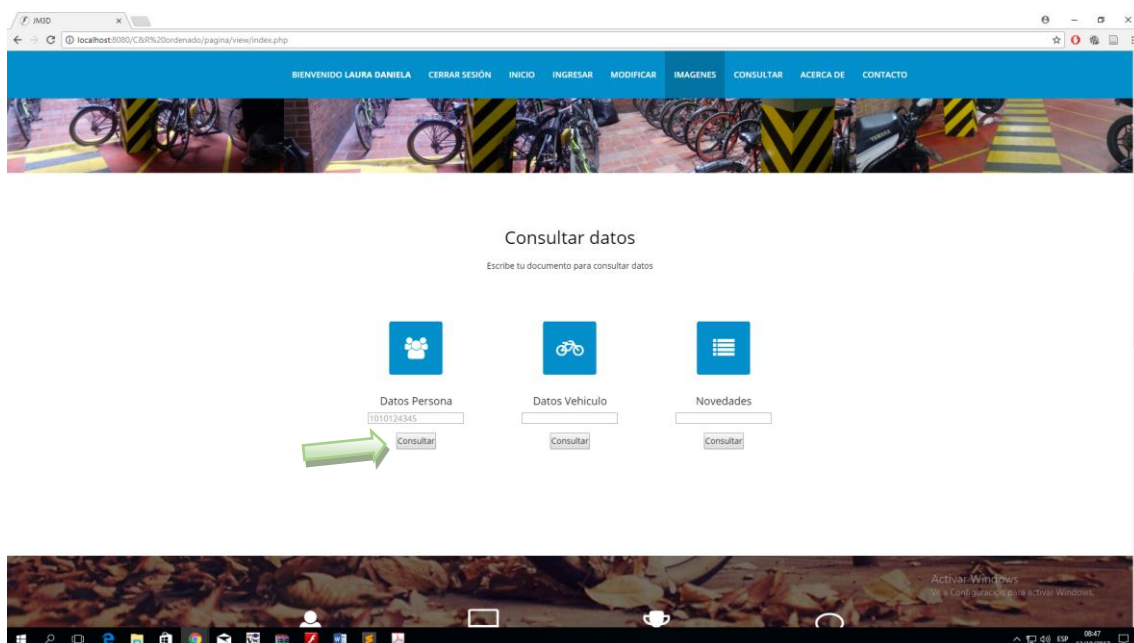 JM3D
localhost:8080/C&R%20ordenado/pagina/view/index.php
BIENVENIDO LAURA DANIELA CERRAR SESIÓN INICIO INGRESAR MODIFICAR IMAGENES CONSULTAR ACERCA DE CONTACTO
YAMAHA
Consultar datos
Escribe tu documento para consultar datos
Datos Persona Datos Vehiculo Novedades
1010124345
Consultar Consultar Consultar
Activar Windows
Ve a Configuración para activar Windows.
ESP 08:47